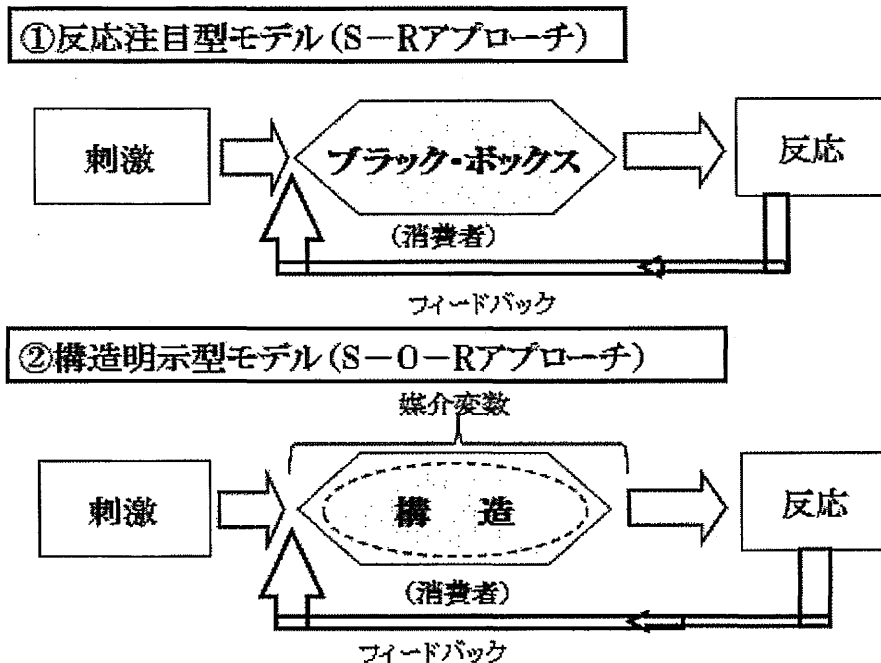 ①反応注目型モデル(S-Rアプローチ)
刺激
ブラック・ボックス
反応
(消費者)
フィードバック
②構造明示型モデル(S-O-Rアプローチ)
媒介変数
刺激
構 造
反応
(消費者)
フィードバック